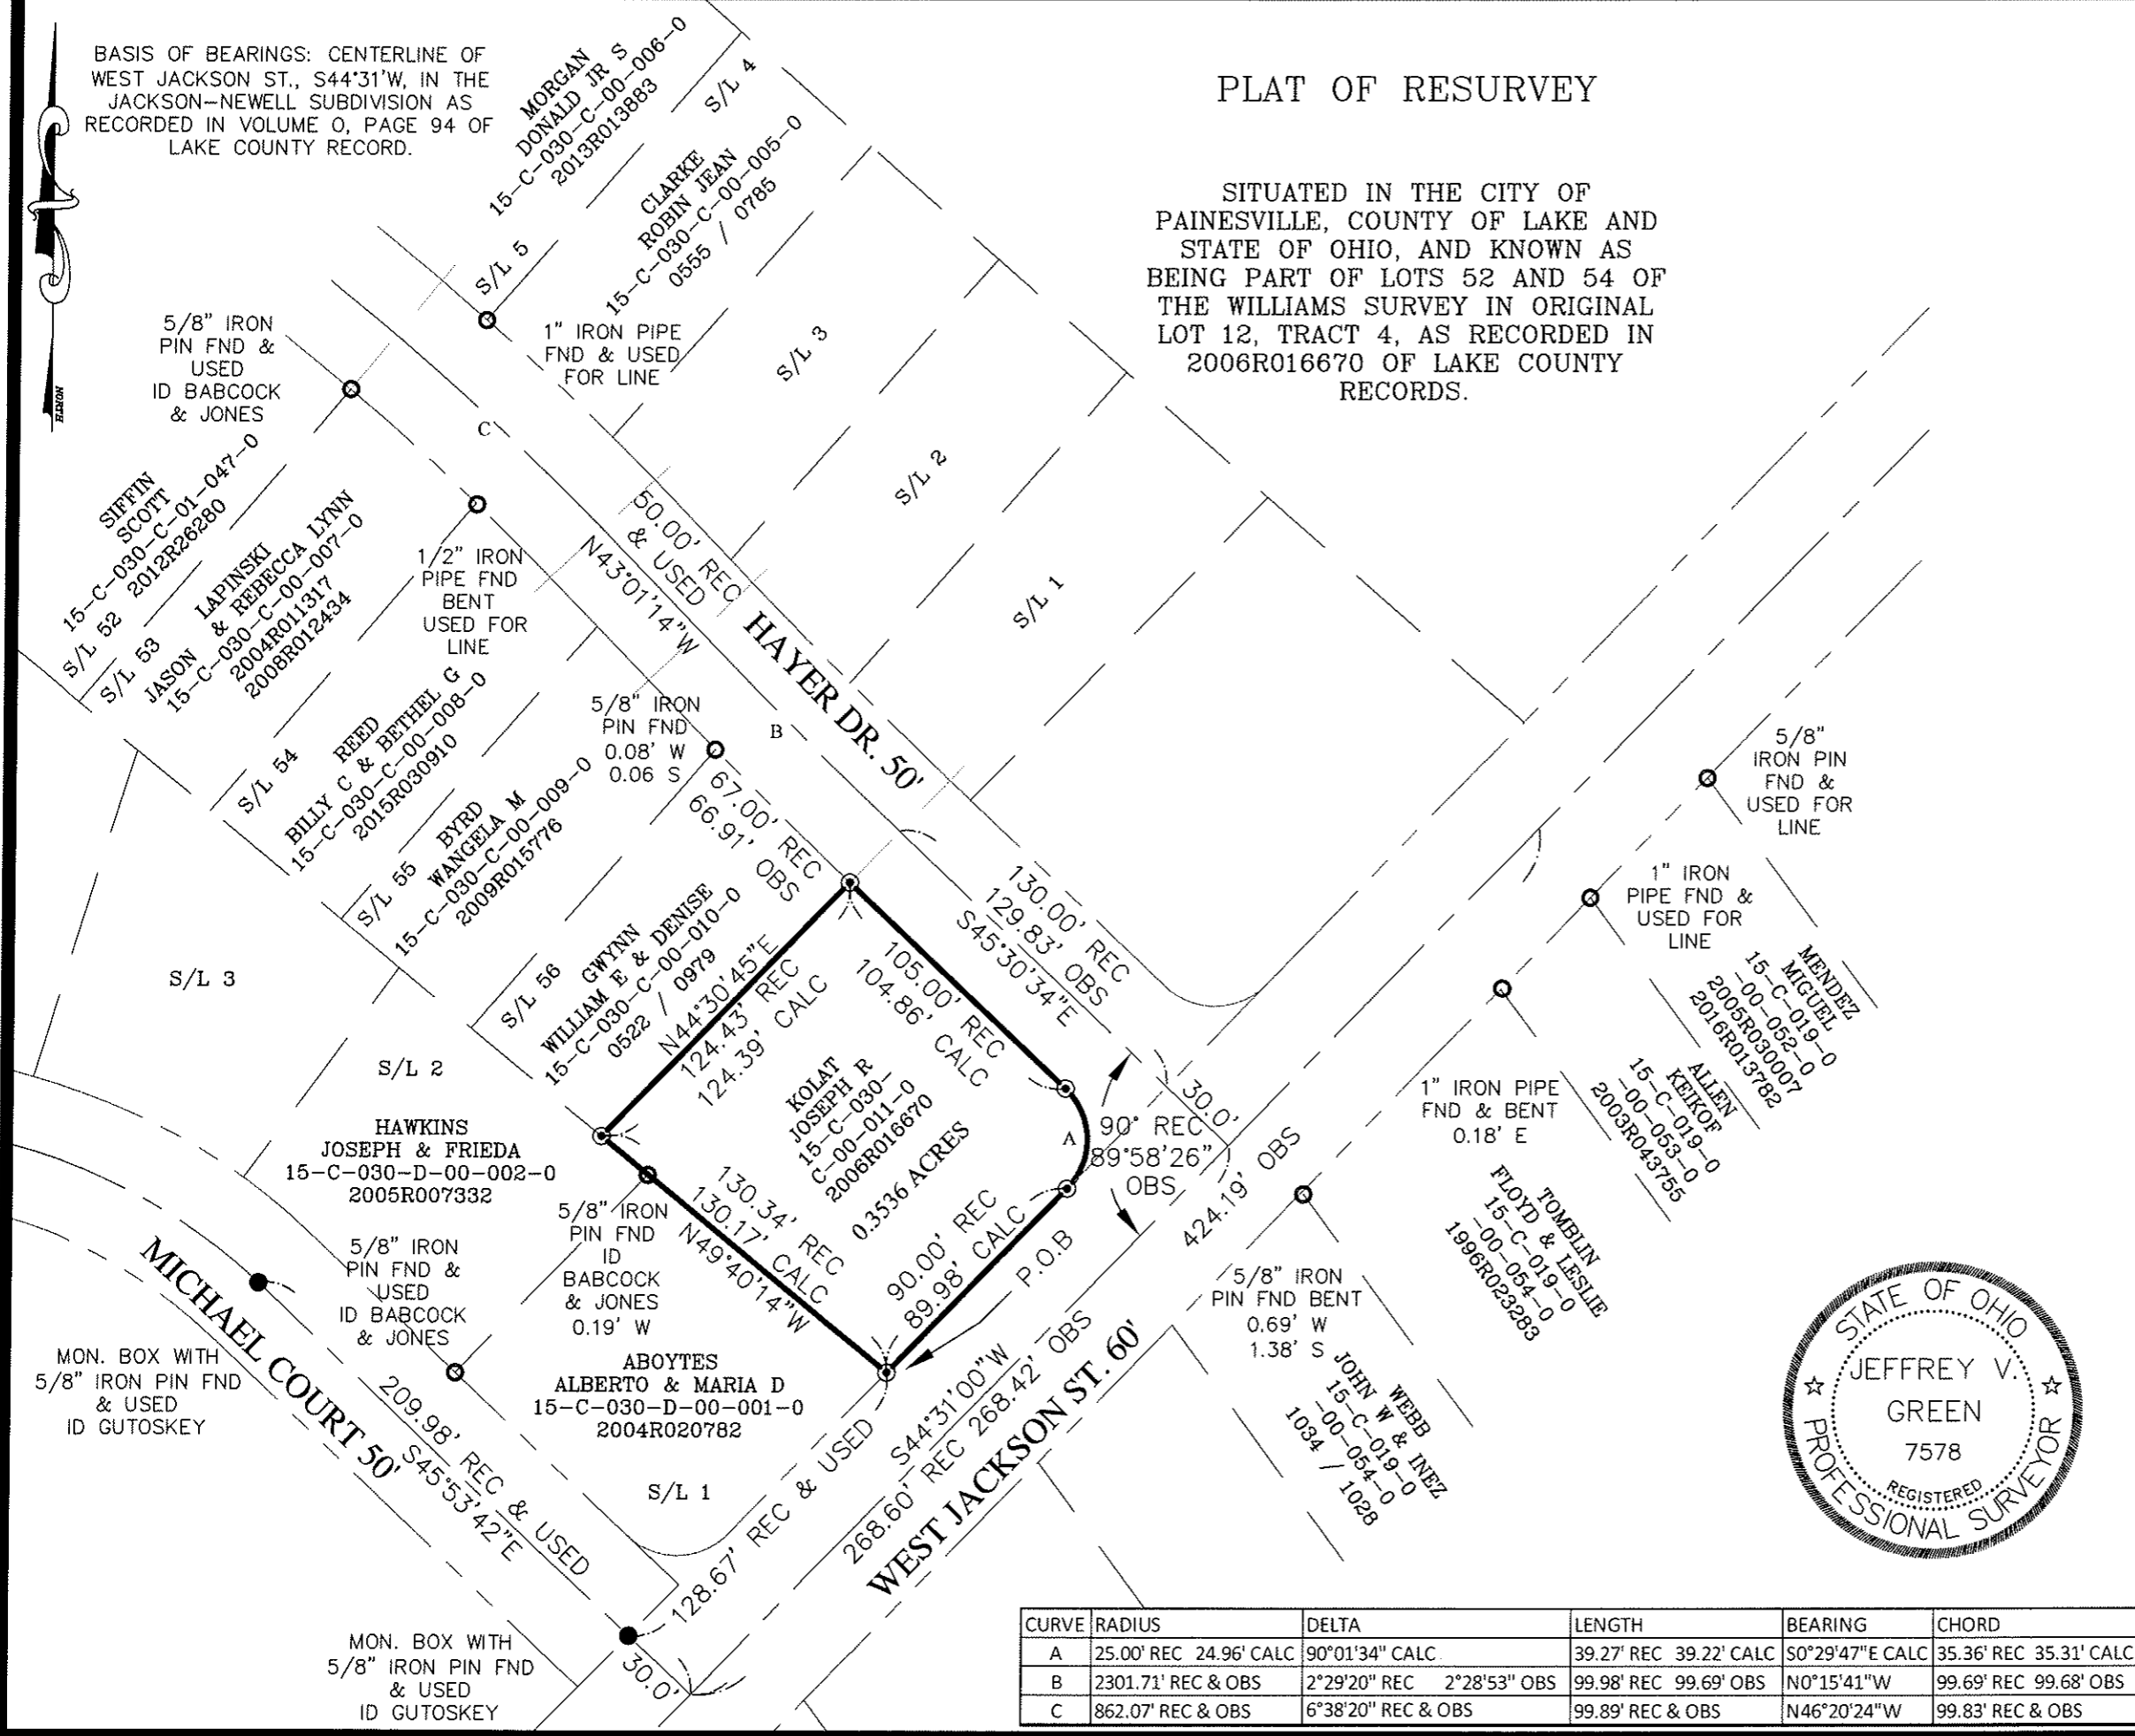 BASIS OF BEARINGS: CENTERLINE OF
WEST JACKSON ST., S44°31'W, IN THE
JACKSON-NEWELL SUBDIVISION AS
RECORDED IN VOLUME O, PAGE 94 OF
LAKE COUNTY RECORD.
NORTH
PLAT OF RESURVEY
SITUATED IN THE CITY OF
PAINESVILLE, COUNTY OF LAKE AND
STATE OF OHIO, AND KNOWN AS
BEING PART OF LOTS 52 AND 54 OF
THE WILLIAMS SURVEY IN ORIGINAL
LOT 12, TRACT 4, AS RECORDED IN
2006R016670 OF LAKE COUNTY
RECORDS.
MORGAN
DONALD JR S
15-C-030-C-00-006-0
2013R013883
S/L 4
S/L 5
CLARKE
ROBIN JEAN
15-C-030-C-00-005-0
0555 / 0785
1" IRON PIPE
FND & USED
FOR LINE
S/L 3
S/L 2
S/L 1
5/8" IRON
PIN FND &
USED
ID BABCOCK
& JONES
C
SIFFIN
SCOTT
15-C-030-C-01-047-0
S/L 52 2012R26280
S/L 53
LAPINSKI
JASON & REBECCA LYNN
15-C-030-C-00-007-0
2004R011317
2008R012434
1/2" IRON
PIPE FND
BENT
USED FOR
LINE
50.00' REC
& USED
N43°01'14"W
HAYER DR. 50'
B
S/L 54
REED
BILLY C & BETHEL G
15-C-030-C-00-008-0
2015R030910
5/8" IRON
PIN FND
0.08' W
0.06 S
S/L 55
BYRD
WANGELA M
15-C-030-C-00-009-0
2009R015776
67.00' REC
66.91' OBS
S/L 56
GWYNN
WILLIAM E & DENISE
15-C-030-C-00-010-0
0522 / 0979
N44°30'45"E
124.43' REC
124.39' CALC
105.00' REC
104.86' CALC
130.00' REC
129.83' OBS
S45°30'34"E
KOLAT
JOSEPH R
15-C-030-
C-00-011-0
2006R016670
0.3536 ACRES
A
90° REC
89°58'26"
OBS
30.0'
130.34' REC
130.17' CALC
N49°40'14"W
90.00' REC
89.98' CALC
P.O.B
424.19' OBS
5/8"
IRON PIN
FND &
USED FOR
LINE
1" IRON
PIPE FND &
USED FOR
LINE
MENDEZ
MIGUEL
15-C-019-0
-00-052-0
2005R030007
2016R013782
ALLEN
KEIKOF
15-C-019-0
-00-053-0
2003R043755
1" IRON PIPE
FND & BENT
0.18' E
TOMBLIN
FLOYD & LESLIE
15-C-019-0
-00-054-0
1996R023283
5/8" IRON
PIN FND BENT
0.69' W
1.38' S
WEBB
JOHN W & INEZ
15-C-019-0
-00-054-0
1034 / 1028
S/L 3
S/L 2
HAWKINS
JOSEPH & FRIEDA
15-C-030-D-00-002-0
2005R007332
5/8" IRON
PIN FND
ID
BABCOCK
& JONES
0.19' W
5/8" IRON
PIN FND &
USED
ID BABCOCK
& JONES
ABOYTES
ALBERTO & MARIA D
15-C-030-D-00-001-0
2004R020782
S/L 1
MICHAEL COURT 50'
MON. BOX WITH
5/8" IRON PIN FND
& USED
ID GUTOSKEY
209.98' REC & USED
S45°53'42"E
128.67' REC & USED
S44°31'00"W
268.60' REC 268.42' OBS
WEST JACKSON ST. 60'
MON. BOX WITH
5/8" IRON PIN FND
& USED
ID GUTOSKEY
30.0'
STATE OF OHIO
JEFFREY V.
GREEN
7578
REGISTERED
PROFESSIONAL SURVEYOR
CURVE RADIUS DELTA LENGTH BEARING CHORD
A 25.00' REC 24.96' CALC 90°01'34" CALC 39.27' REC 39.22' CALC S0°29'47"E CALC 35.36' REC 35.31' CALC
B 2301.71' REC & OBS 2°29'20" REC 2°28'53" OBS 99.98' REC 99.69' OBS N0°15'41"W 99.69' REC 99.68' OBS
C 862.07' REC & OBS 6°38'20" REC & OBS 99.89' REC & OBS N46°20'24"W 99.83' REC & OBS